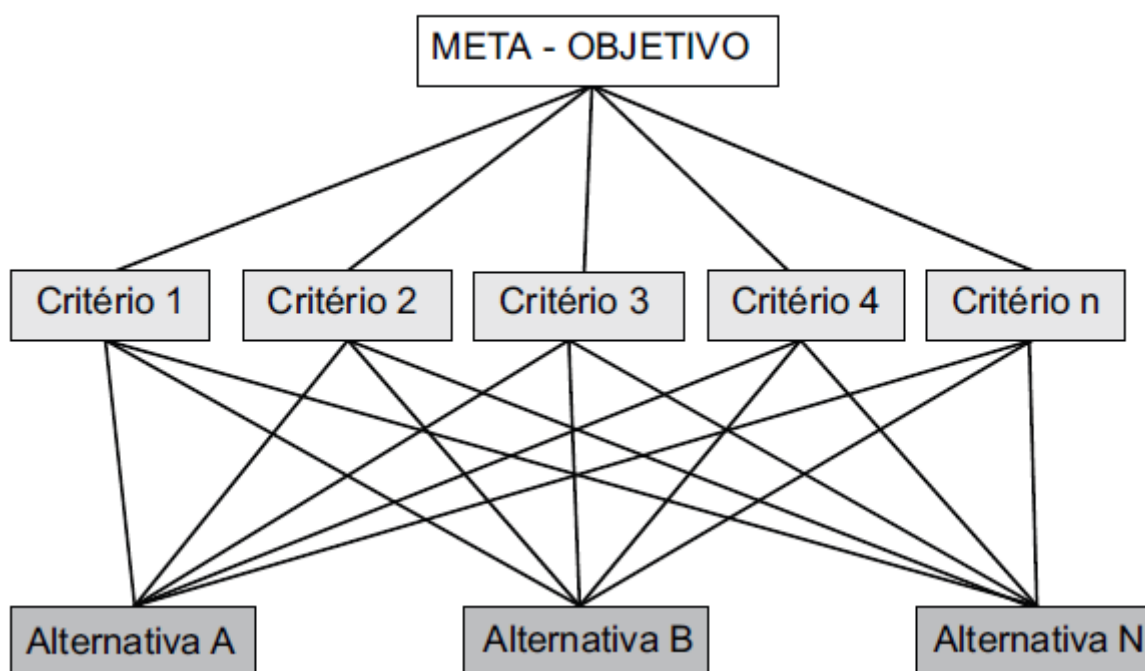 META - OBJETIVO
Critério 1
Critério 2
Critério 3
Critério 4
Critério n
Alternativa A
Alternativa B
Alternativa N